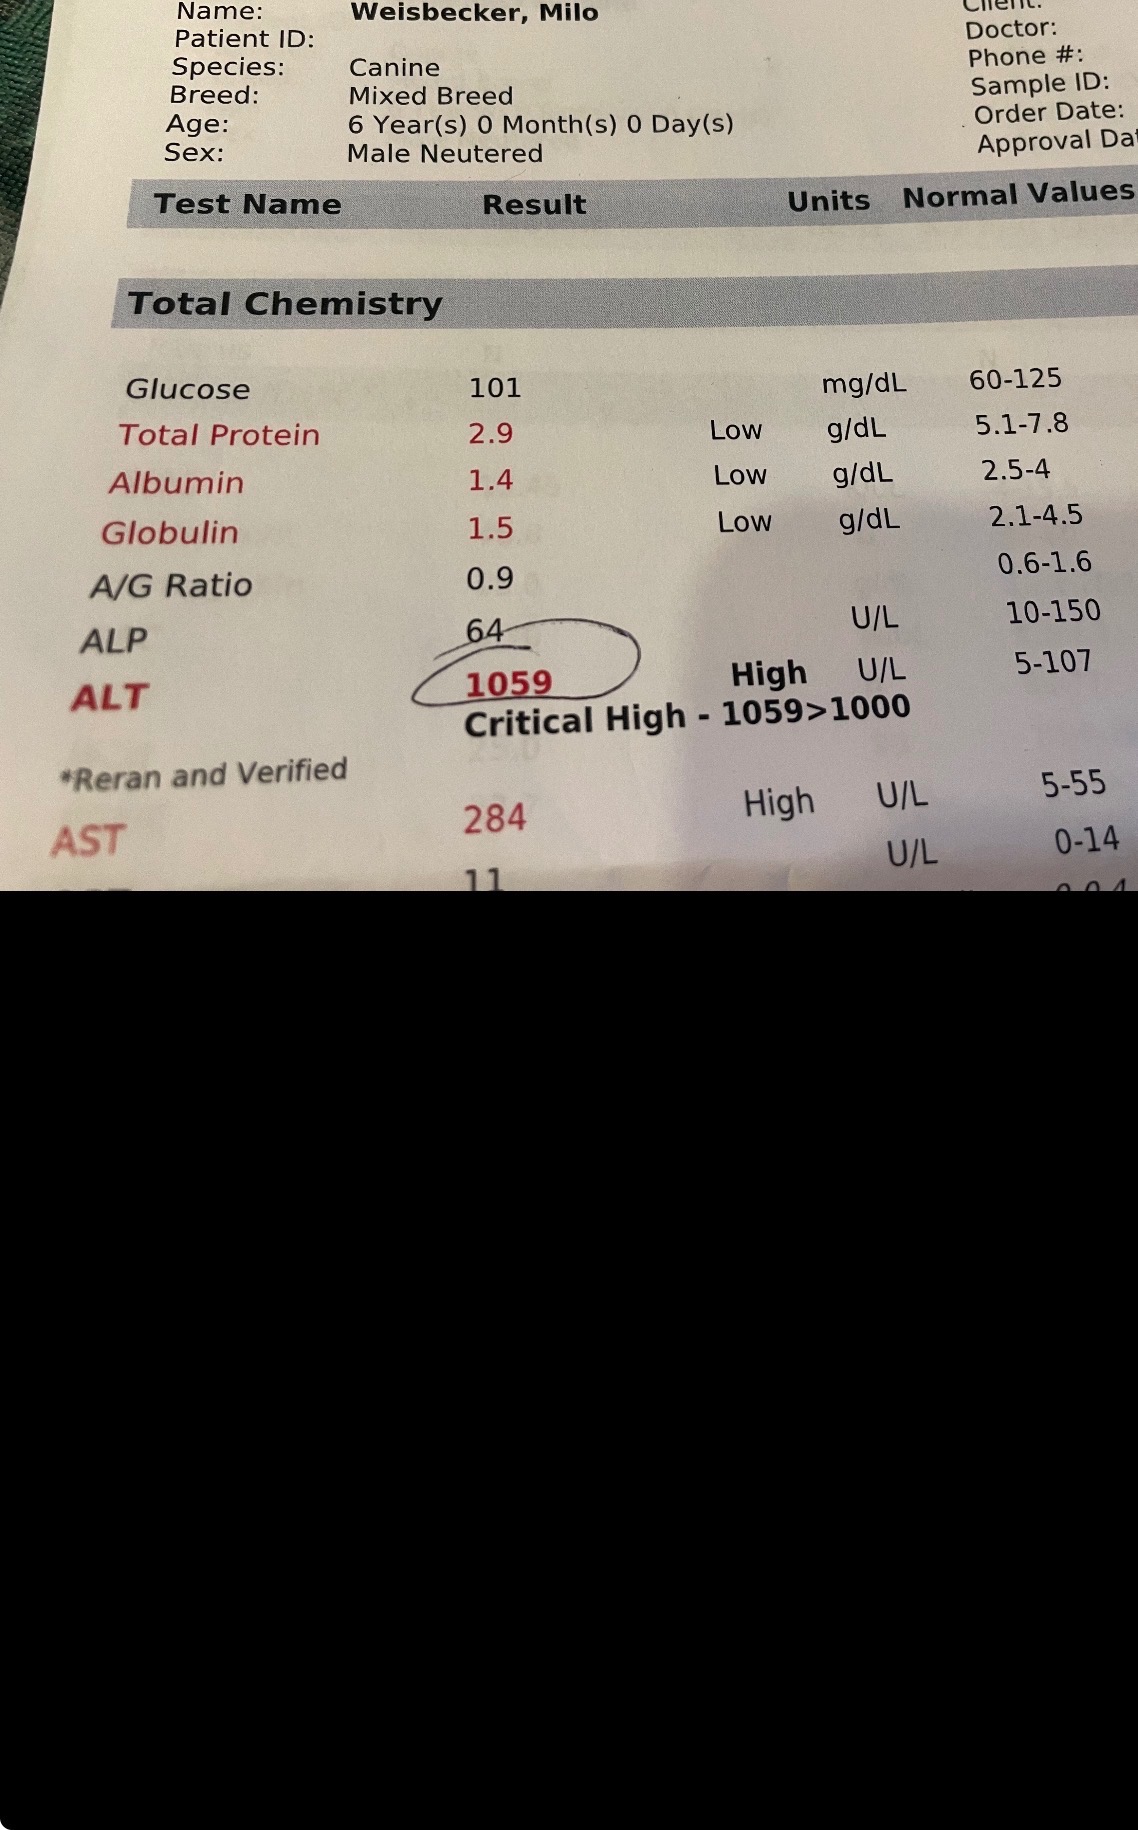 Name: Weisbecker, Milo Client:
Patient ID: Doctor:
Species: Canine Phone #:
Breed: Mixed Breed Sample ID:
Age: 6 Year(s) 0 Month(s) 0 Day(s) Order Date:
Sex: Male Neutered Approval Da
Test Name Result Units Normal Values
Total Chemistry
Glucose 101 mg/dL 60-125
Total Protein 2.9 Low g/dL 5.1-7.8
Albumin 1.4 Low g/dL 2.5-4
Globulin 1.5 Low g/dL 2.1-4.5
A/G Ratio 0.9 0.6-1.6
ALP 64 U/L 10-150
ALT 1059 High U/L 5-107
Critical High - 1059>1000
*Reran and Verified
AST 284 High U/L 5-55
11 U/L 0-14